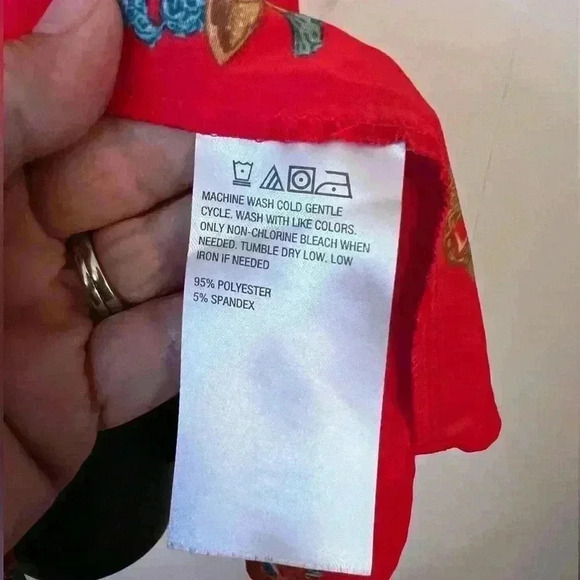 MACHINE WASH COLD GENTLE
CYCLE. WASH WITH LIKE COLORS.
ONLY NON-CHLORINE BLEACH WHEN
NEEDED. TUMBLE DRY LOW. LOW
IRON IF NEEDED
95% POLYESTER
5% SPANDEX